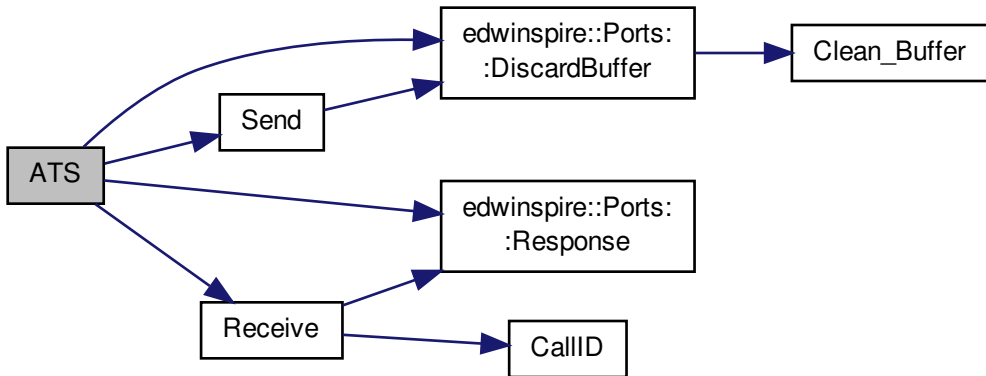 edwinspire::Ports:
:DiscardBuffer
Clean_Buffer
Send
ATS
edwinspire::Ports:
:Response
Receive
CallID